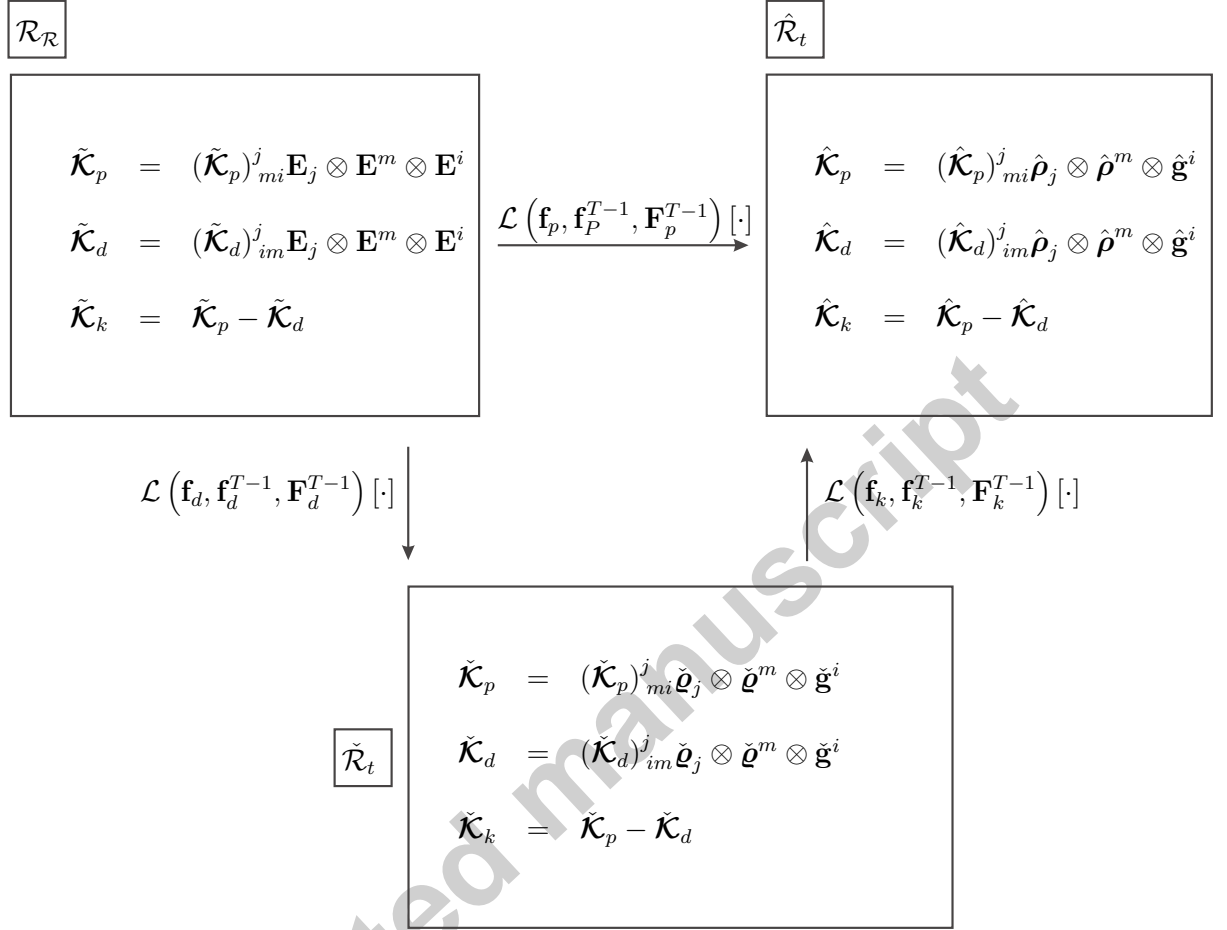 𝓡_𝓡
𝓡̂_t
𝓚̃_p = (𝓚̃_p)^j_{mi} 𝐄_j ⊗ 𝐄^m ⊗ 𝐄^i
𝓚̃_d = (𝓚̃_d)^j_{im} 𝐄_j ⊗ 𝐄^m ⊗ 𝐄^i
𝓚̃_k = 𝓚̃_p − 𝓚̃_d
𝓛 (𝐟_p, 𝐟_P^{T−1}, 𝐅_p^{T−1}) [·]
𝓚̂_p = (𝓚̂_p)^j_{mi} 𝛒̂_j ⊗ 𝛒̂^m ⊗ 𝐠̂^i
𝓚̂_d = (𝓚̂_d)^j_{im} 𝛒̂_j ⊗ 𝛒̂^m ⊗ 𝐠̂^i
𝓚̂_k = 𝓚̂_p − 𝓚̂_d
𝓛 (𝐟_d, 𝐟_d^{T−1}, 𝐅_d^{T−1}) [·]
𝓛 (𝐟_k, 𝐟_k^{T−1}, 𝐅_k^{T−1}) [·]
𝓡̌_t
𝓚̌_p = (𝓚̌_p)^j_{mi} 𝛠̌_j ⊗ 𝛠̌^m ⊗ 𝐠̌^i
𝓚̌_d = (𝓚̌_d)^j_{im} 𝛠̌_j ⊗ 𝛠̌^m ⊗ 𝐠̌^i
𝓚̌_k = 𝓚̌_p − 𝓚̌_d
ted manuscript